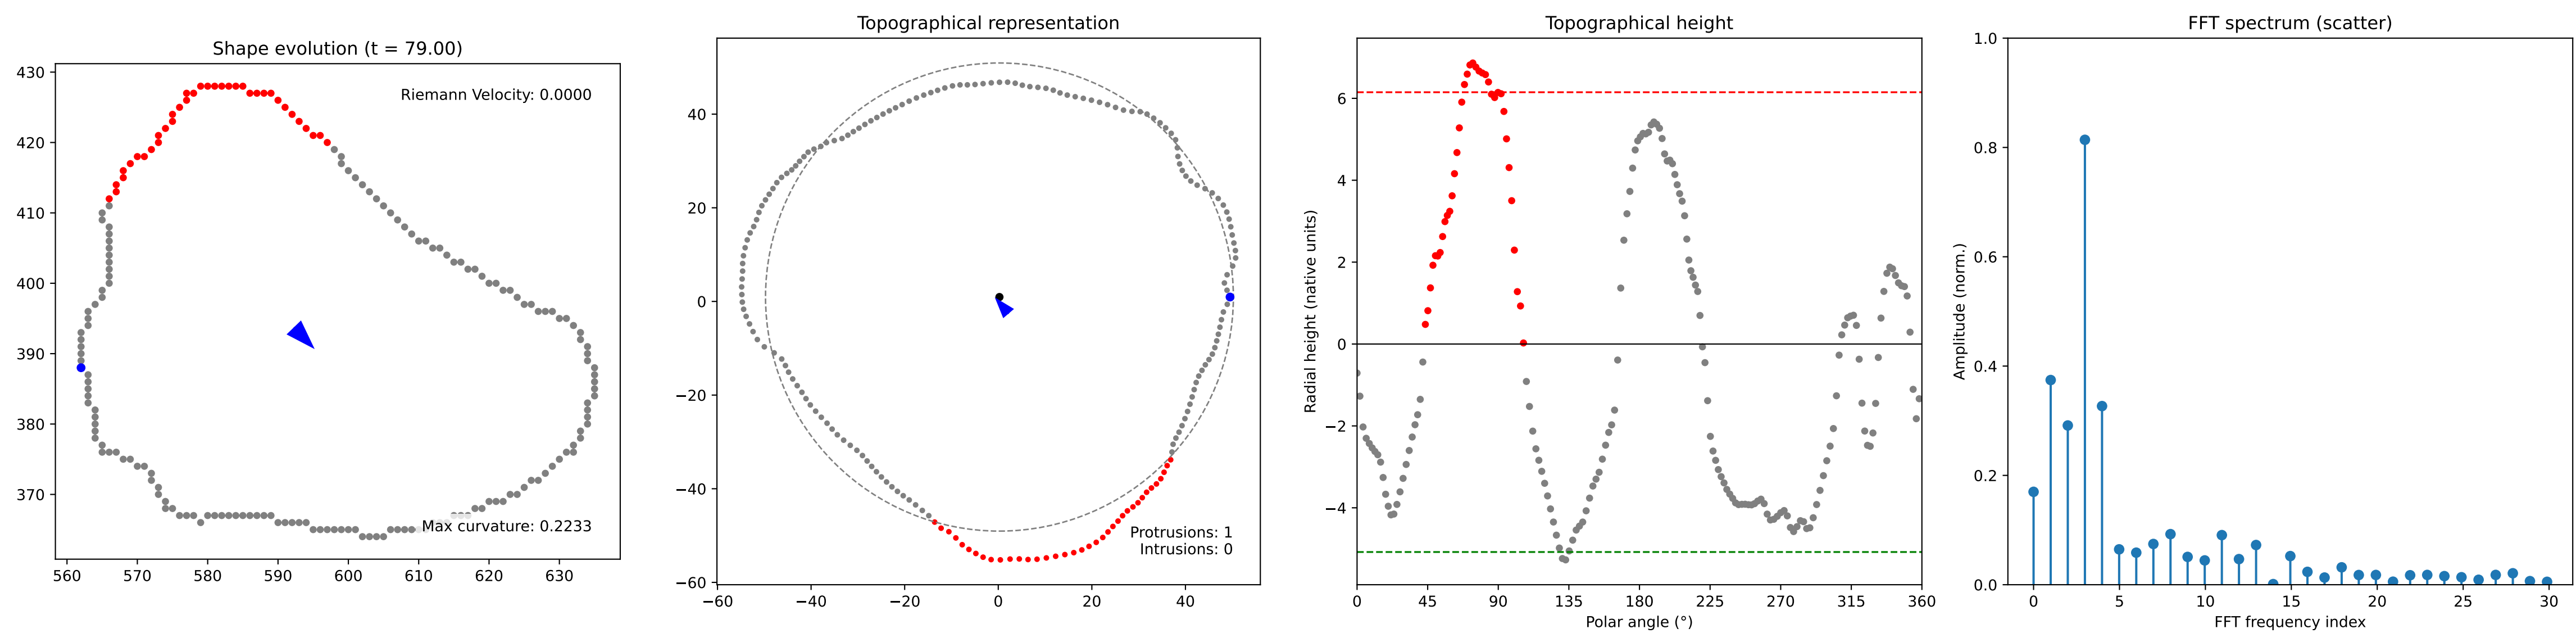 Shape evolution (t = 79.00)
Riemann Velocity: 0.0000
Max curvature: 0.2233
430
420
410
400
390
380
370
560 570 580 590 600 610 620 630
Topographical representation
40
20
0
−20
−40
−60
−60 −40 −20 0 20 40
Protrusions: 1
Intrusions: 0
Topographical height
Radial height (native units)
6
4
2
0
−2
−4
0 45 90 135 180 225 270 315 360
Polar angle (°)
FFT spectrum (scatter)
Amplitude (norm.)
1.0
0.8
0.6
0.4
0.2
0.0
0 5 10 15 20 25 30
FFT frequency index